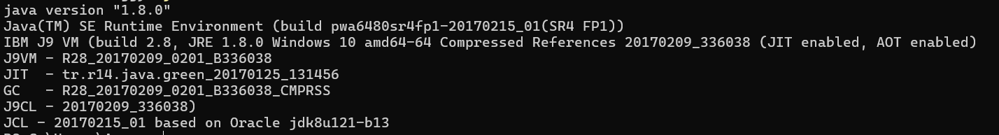 java version "1.8.0"
Java(TM) SE Runtime Environment (build pwa6480sr4fp1-20170215_01(SR4 FP1))
IBM J9 VM (build 2.8, JRE 1.8.0 Windows 10 amd64-64 Compressed References 20170209_336038 (JIT enabled, AOT enabled)
J9VM - R28_20170209_0201_B336038
JIT  - tr.r14.java.green_20170125_131456
GC   - R28_20170209_0201_B336038_CMPRSS
J9CL - 20170209_336038)
JCL - 20170215_01 based on Oracle jdk8u121-b13